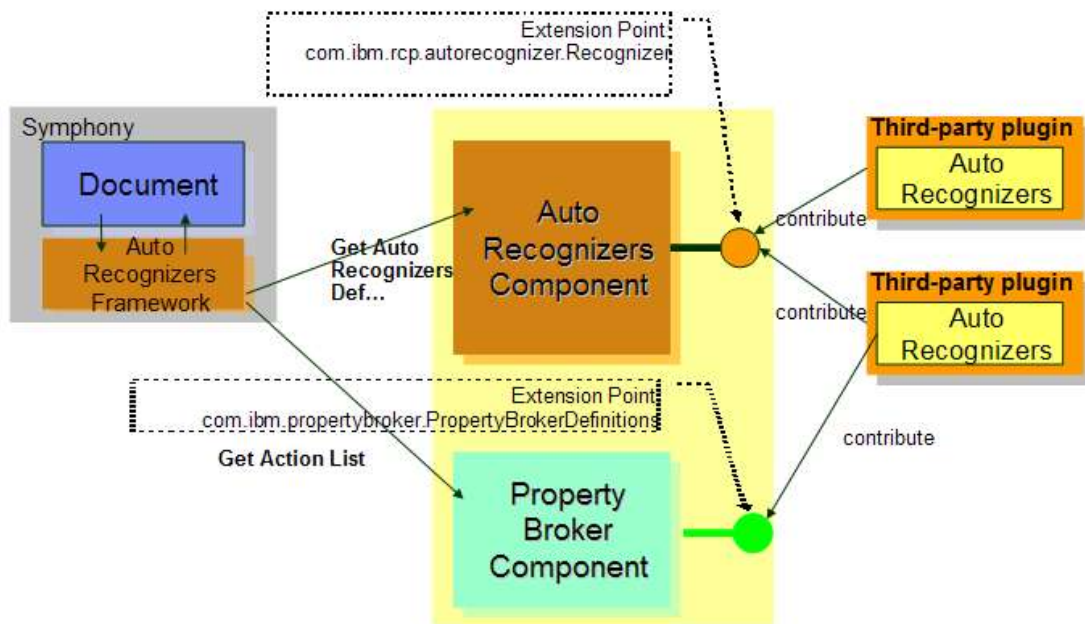 Extension Point:
com.ibm.rcp.autorecognizer.Recognizer
Symphony
Document
Auto
Recognizers
Framework
Get Auto
Recognizers
Def...
Auto
Recognizers
Component
contribute
contribute
Third-party plugin
Auto
Recognizers
Third-party plugin
Auto
Recognizers
Extension Point:
com.ibm.propertybroker.PropertyBrokerDefinitions
Get Action List
contribute
Property
Broker
Component